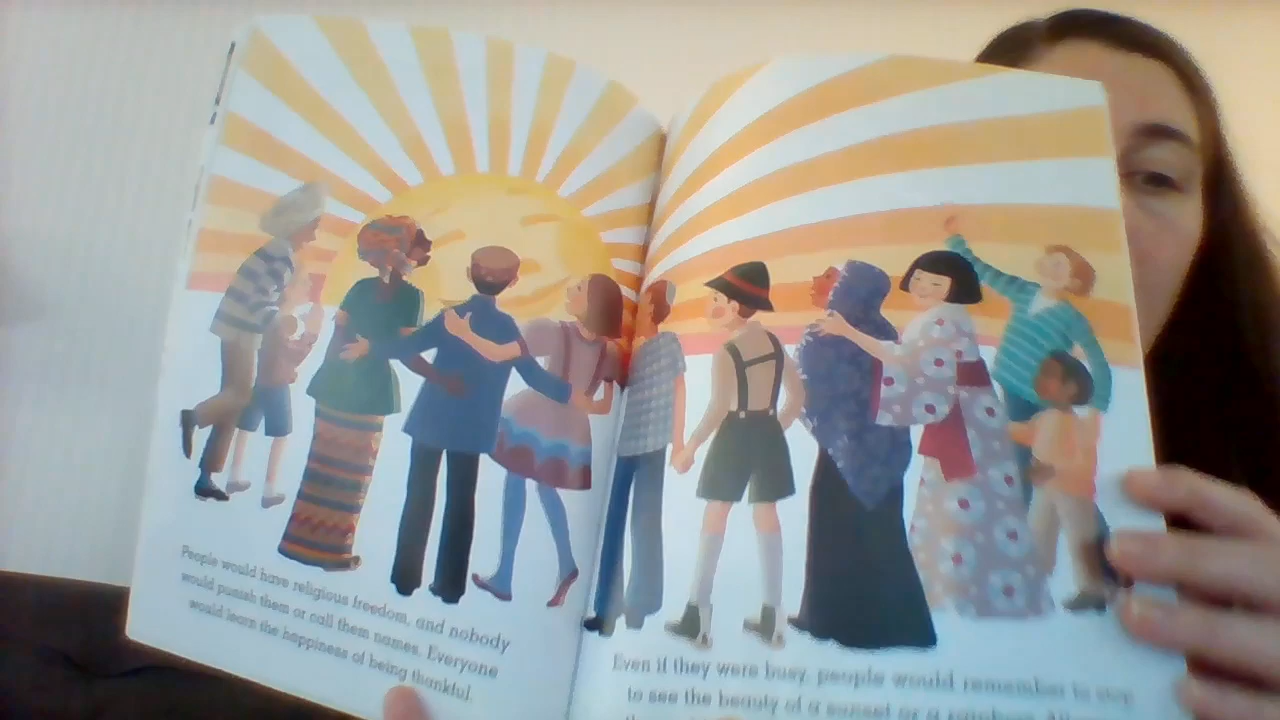 People would have religious freedom, and nobody
would punish them or call them names. Everyone
would learn the happiness of being thankful.
Even if they were busy, people would remember to stop
to see the beauty of a sunset or a rainbow. All